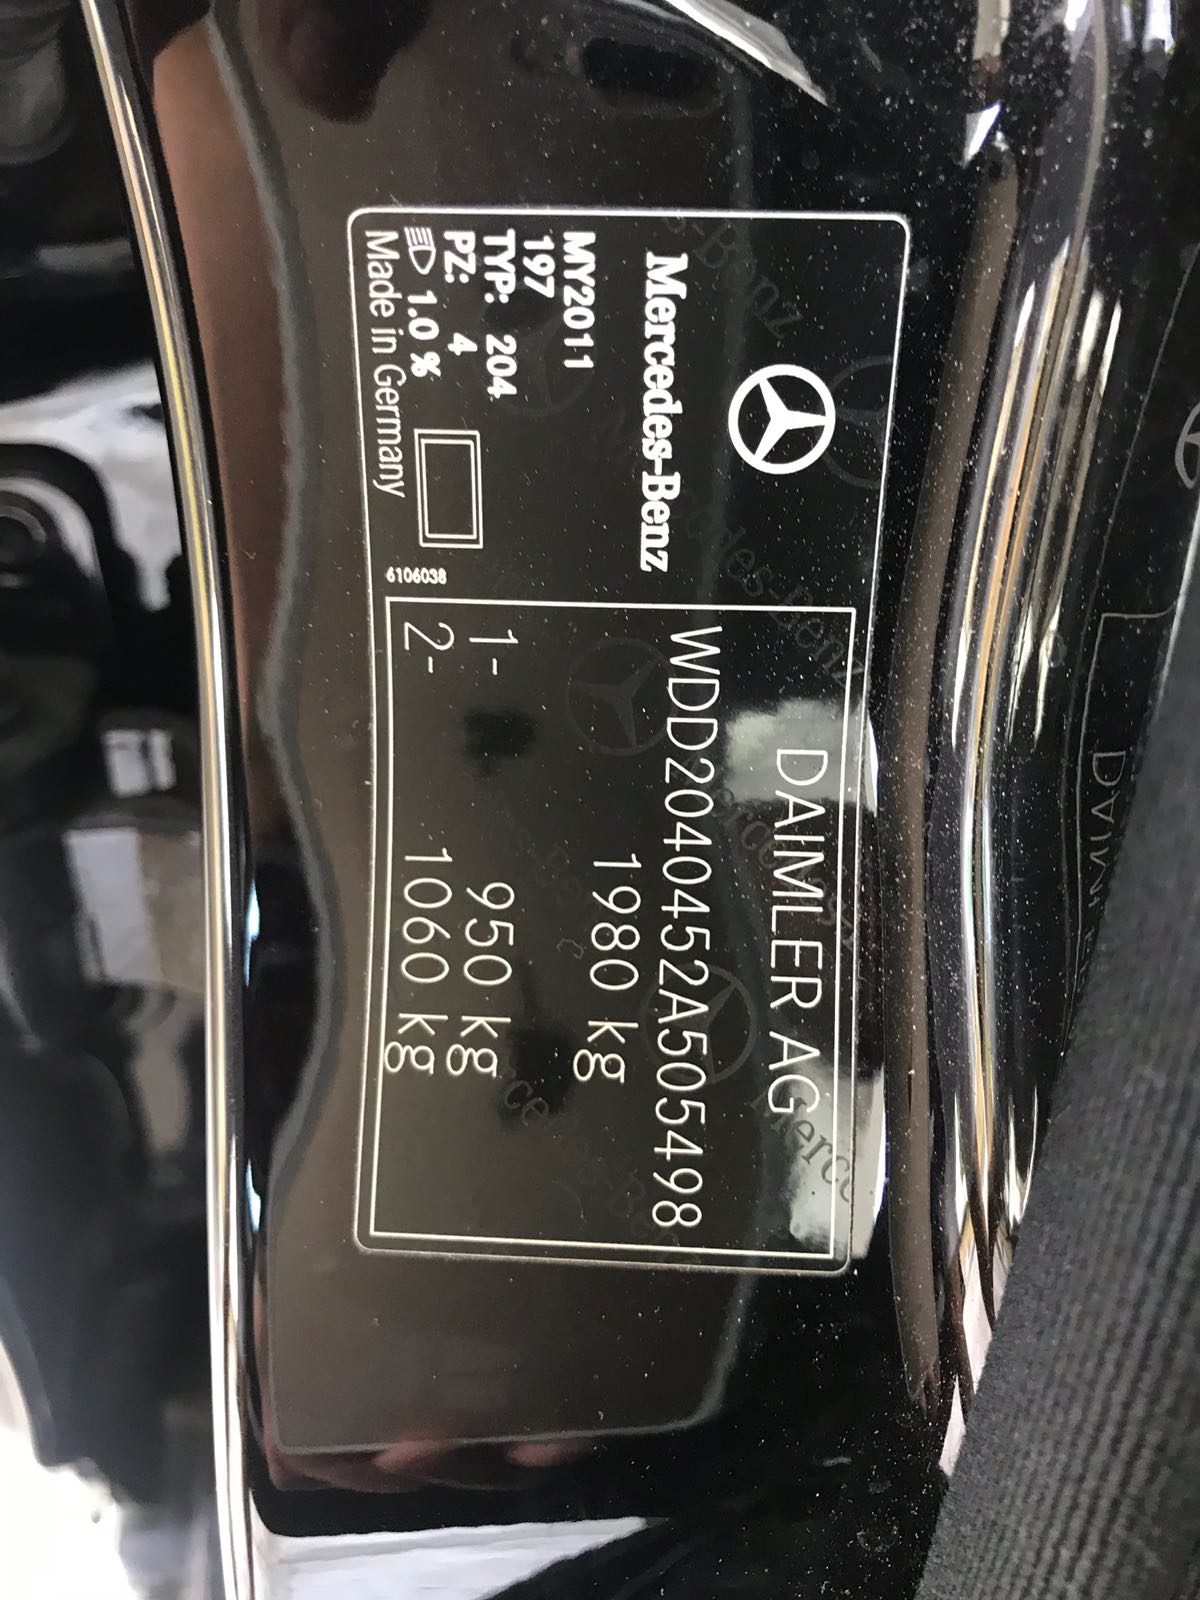 Mercedes-Benz
MY2011
197
TYP: 204
PZ: 4
1.0 %
Made in Germany
6106038
DAIMLER AG
WDD2040452A505498
1980 kg
1- 950 kg
2- 1060 kg